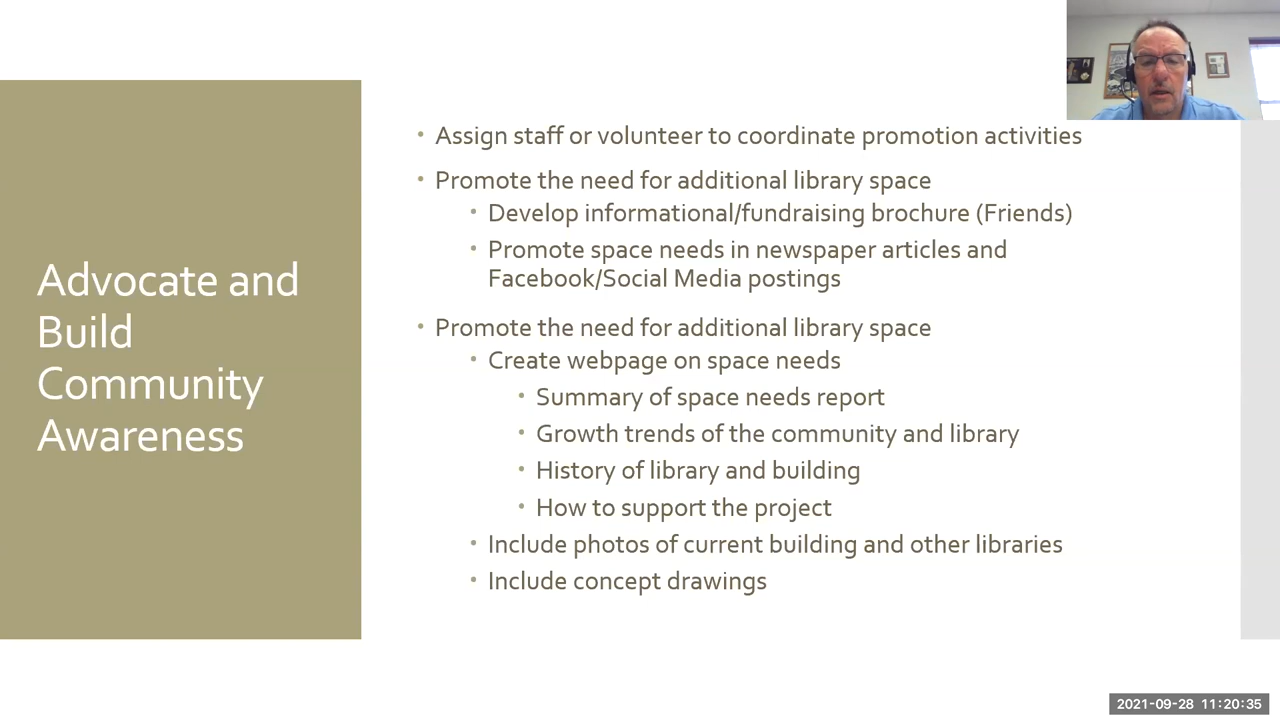 Advocate and
Build
Community
Awareness
• Assign staff or volunteer to coordinate promotion activities
• Promote the need for additional library space
• Develop informational/fundraising brochure (Friends)
• Promote space needs in newspaper articles and
Facebook/Social Media postings
• Promote the need for additional library space
• Create webpage on space needs
• Summary of space needs report
• Growth trends of the community and library
• History of library and building
• How to support the project
• Include photos of current building and other libraries
• Include concept drawings
2021-09-28 11:20:35